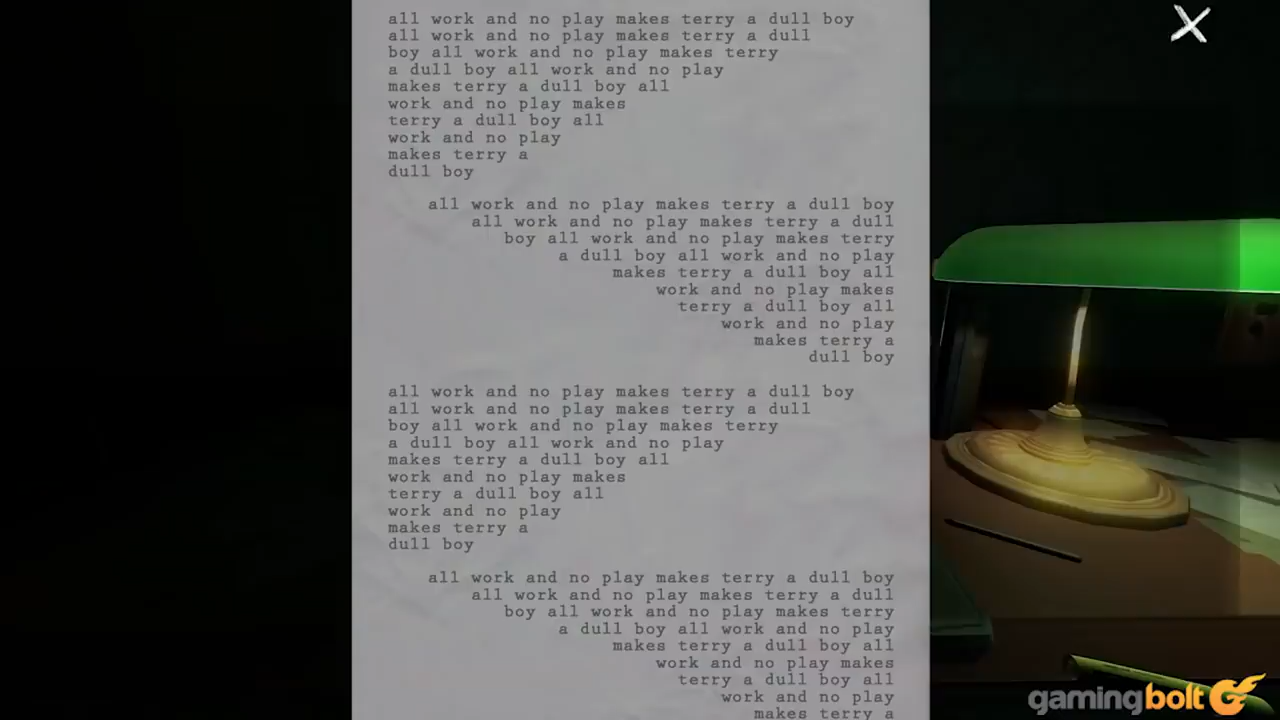 all work and no play makes terry a dull boy
all work and no play makes terry a dull
boy all work and no play makes terry
a dull boy all work and no play
makes terry a dull boy all
work and no play makes
terry a dull boy all
work and no play
makes terry a
dull boy
all work and no play makes terry a dull boy
all work and no play makes terry a dull
boy all work and no play makes terry
a dull boy all work and no play
makes terry a dull boy all
work and no play makes
terry a dull boy all
work and no play
makes terry a
dull boy
all work and no play makes terry a dull boy
all work and no play makes terry a dull
boy all work and no play makes terry
a dull boy all work and no play
makes terry a dull boy all
work and no play makes
terry a dull boy all
work and no play
makes terry a
dull boy
all work and no play makes terry a dull boy
all work and no play makes terry a dull
boy all work and no play makes terry
a dull boy all work and no play
makes terry a dull boy all
work and no play makes
terry a dull boy all
work and no play
makes terry a
gamingbolt